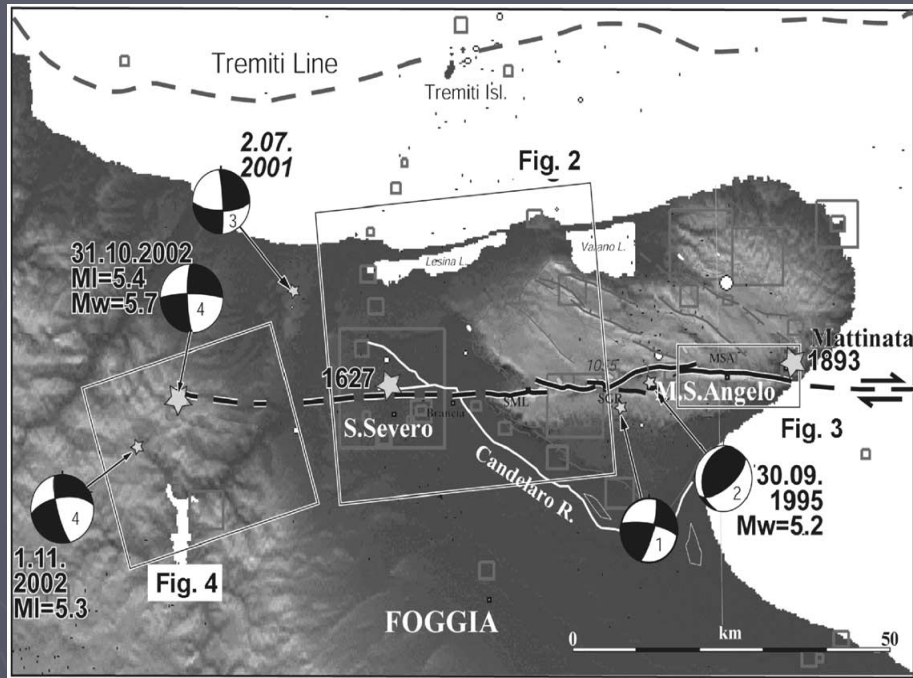 Tremiti Line
Tremiti Isl.
2.07.
2001
Fig. 2
3
31.10.2002
Ml=5.4
Mw=5.7
4
Lesina L.
Varano L.
Mattinata
1893
MSA
1627
M.S.Angelo
SML
SGR
Brancia
S.Severo
Fig. 3
Candelaro R.
30.09.
1995
Mw=5.2
2
1
4
1.11.
2002
Ml=5.3
Fig. 4
FOGGIA
0
km
50